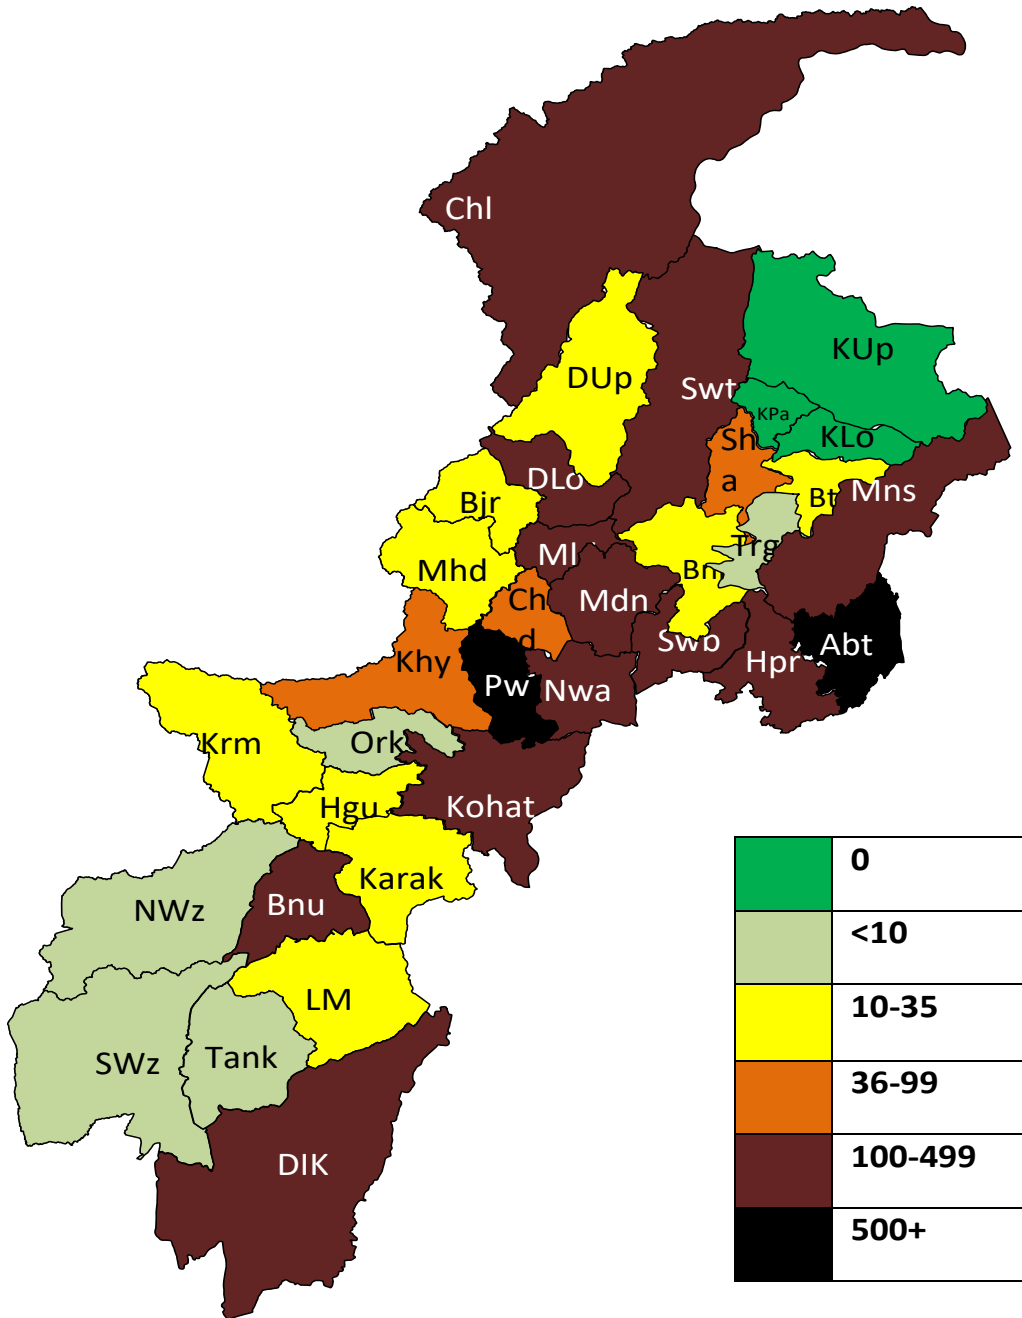 Chl
KUp
DUp
Swt
KPa
KLo
Sh
a
DLo
Bjr
Bt
Mns
Trg
Ml
Mhd
Bn
Ch
d
Mdn
Swb
Abt
Khy
Hpr
Pw
Nwa
Krm
Ork
Hgu
Kohat
Karak
NWz
Bnu
LM
SWz
Tank
DIK
0
<10
10-35
36-99
100-499
500+